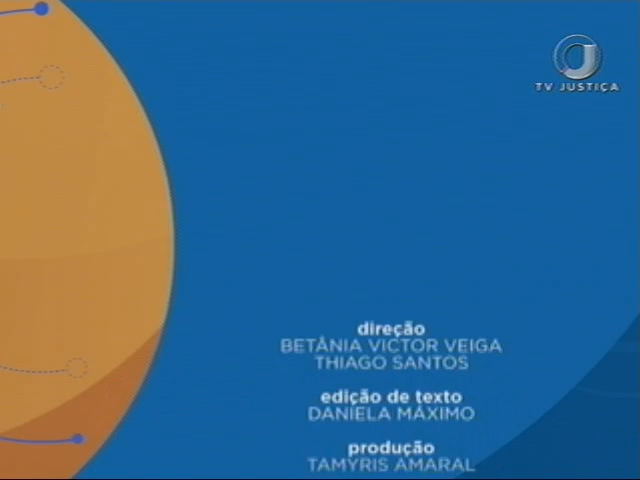 TV JUSTIÇA
direção
BETÂNIA VICTOR VEIGA
THIAGO SANTOS
edição de texto
DANIELA MÁXIMO
produção
TAMYRIS AMARAL